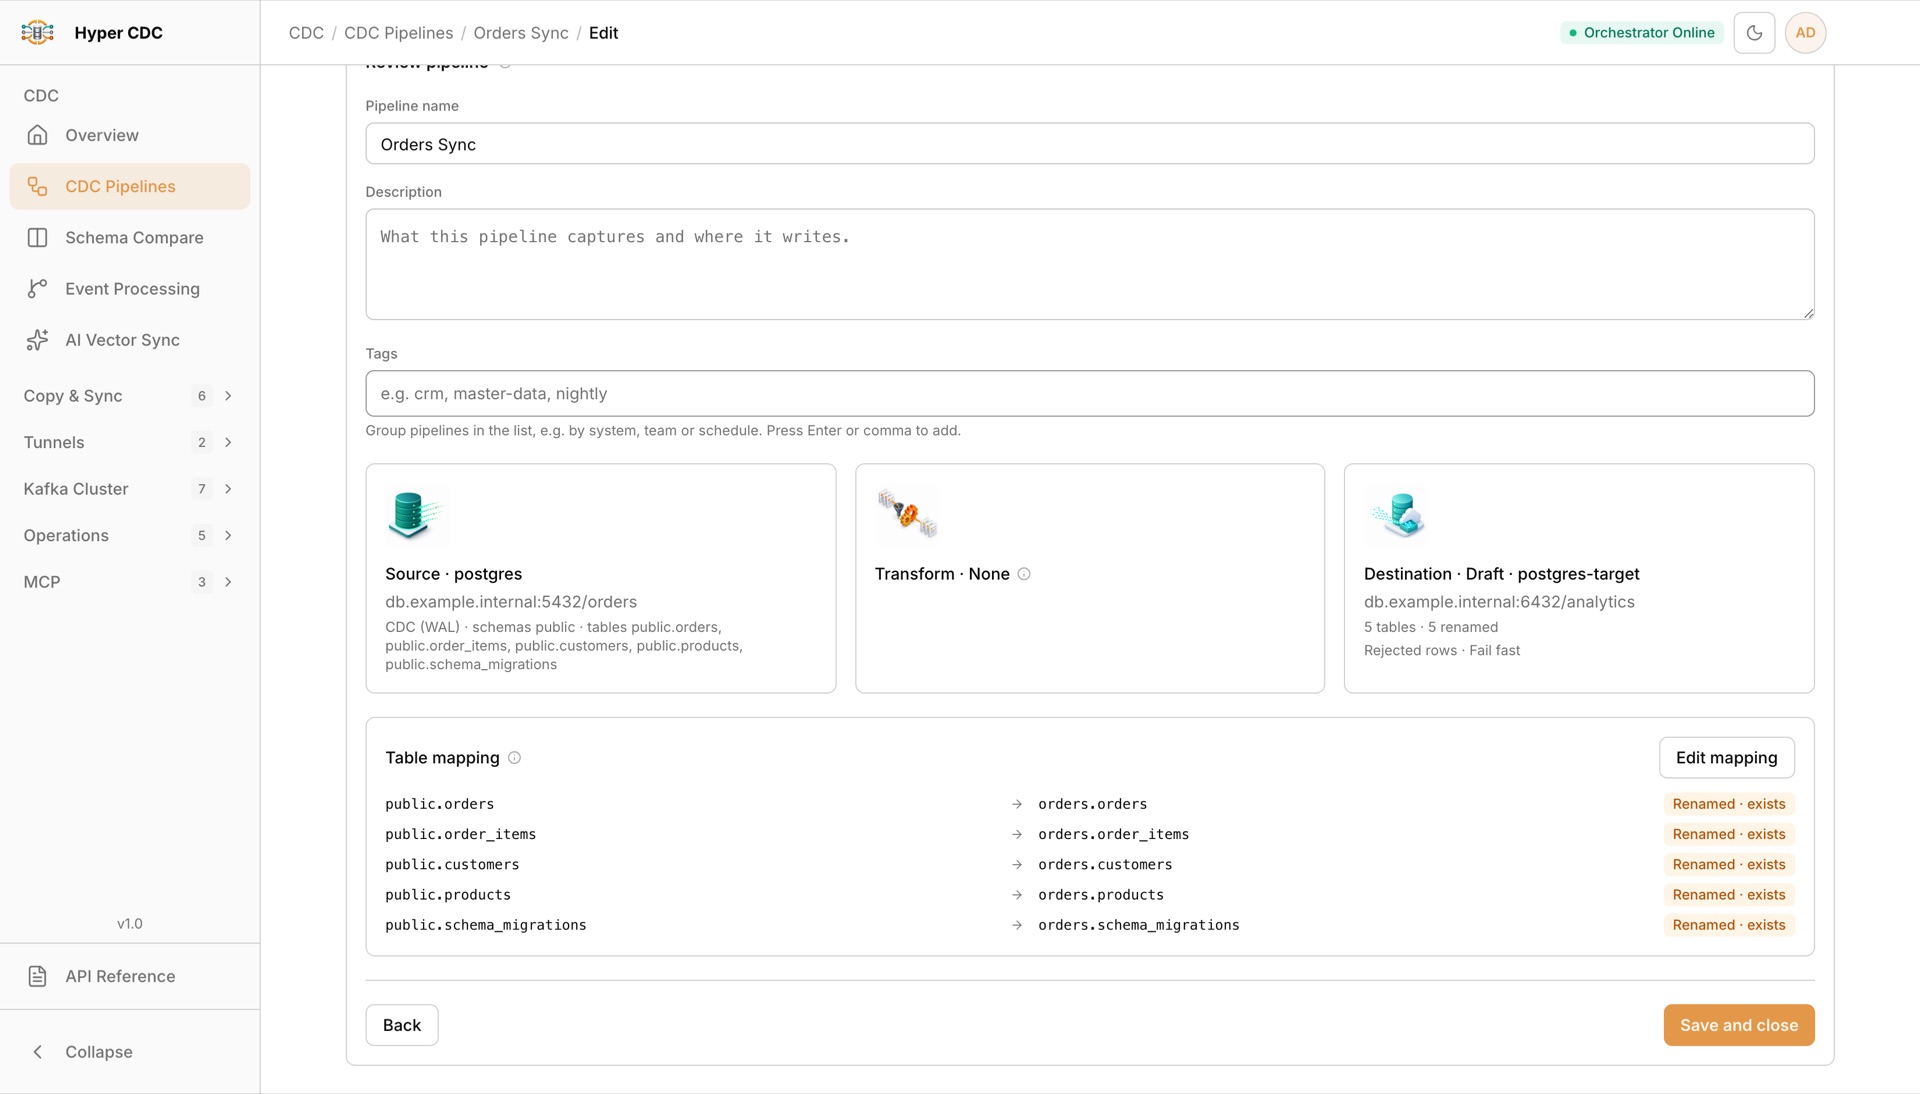 Hyper CDC
CDC / CDC Pipelines / Orders Sync / Edit
Orchestrator Online
AD
CDC
Overview
CDC Pipelines
Schema Compare
Event Processing
AI Vector Sync
Copy & Sync 6
Tunnels 2
Kafka Cluster 7
Operations 5
MCP 3
v1.0
API Reference
Collapse
Review pipeline
Pipeline name
Orders Sync
Description
What this pipeline captures and where it writes.
Tags
e.g. crm, master-data, nightly
Group pipelines in the list, e.g. by system, team or schedule. Press Enter or comma to add.
Source · postgres
db.example.internal:5432/orders
CDC (WAL) · schemas public · tables public.orders,
public.order_items, public.customers, public.products,
public.schema_migrations
Transform · None
Destination · Draft · postgres-target
db.example.internal:6432/analytics
5 tables · 5 renamed
Rejected rows · Fail fast
Table mapping
Edit mapping
public.orders → orders.orders Renamed · exists
public.order_items → orders.order_items Renamed · exists
public.customers → orders.customers Renamed · exists
public.products → orders.products Renamed · exists
public.schema_migrations → orders.schema_migrations Renamed · exists
Back
Save and close